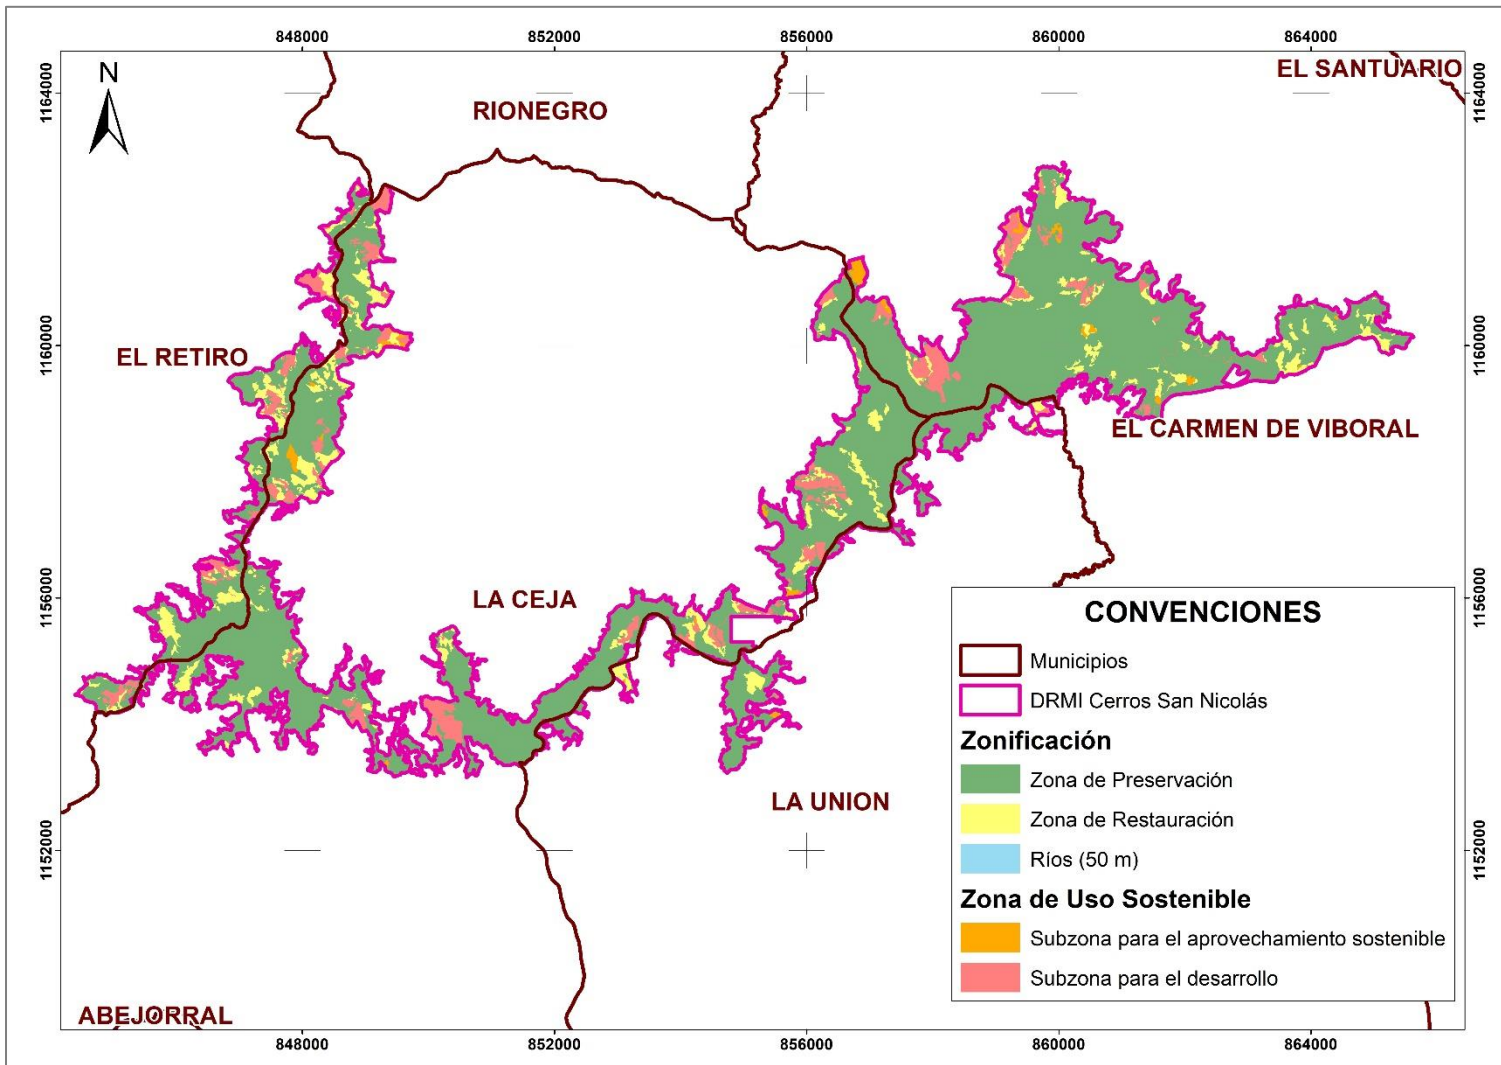 848000
852000
856000
860000
864000
N
EL SANTUARIO
1164000
1164000
RIONEGRO
1160000
1160000
EL RETIRO
EL CARMEN DE VIBORAL
LA CEJA
1156000
1156000
CONVENCIONES
Municipios
DRMI Cerros San Nicolás
Zonificación
Zona de Preservación
Zona de Restauración
Ríos (50 m)
Zona de Uso Sostenible
Subzona para el aprovechamiento sostenible
Subzona para el desarrollo
LA UNION
1152000
1152000
ABEJORRAL
848000
852000
856000
860000
864000